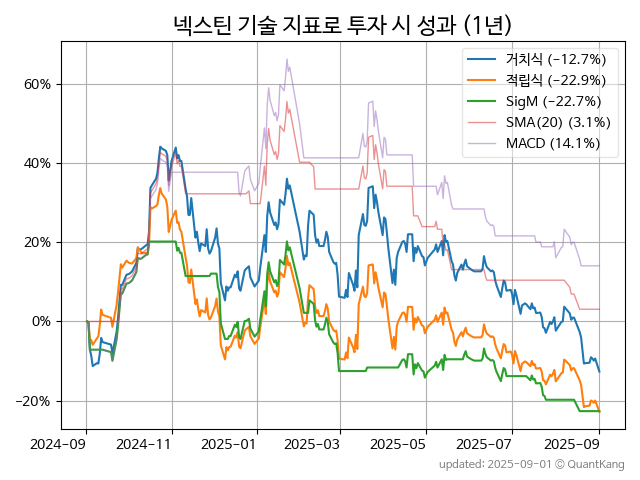 넥스틴 기술 지표로 투자 시 성과 (1년)
거치식 (−12.7%)
적립식 (−22.9%)
SigM (−22.7%)
SMA(20) (3.1%)
MACD (14.1%)
60%
40%
20%
0%
−20%
2024-09 2024-11 2025-01 2025-03 2025-05 2025-07 2025-09
updated: 2025-09-01 © QuantKang